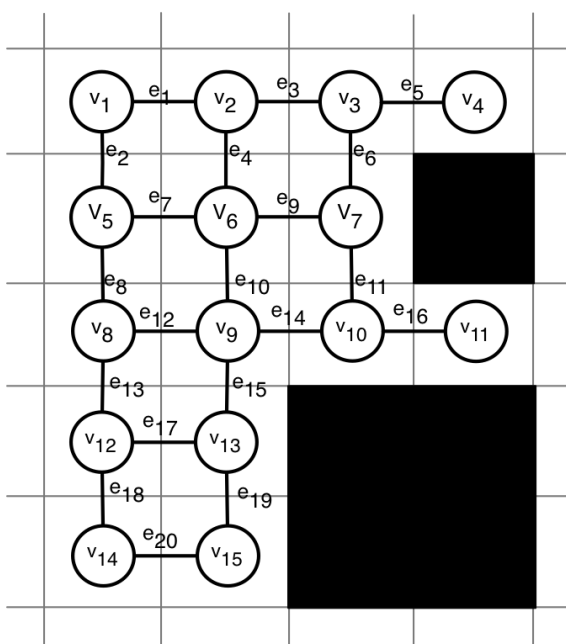 v1 e1 v2 e3 v3 e5 v4
e2 e4 e6
V5 e7 V6 e9 V7
e8 e10 e11
v8 e12 v9 e14 v10 e16 v11
e13 e15
v12 e17 v13
e18 e19
v14 e20 v15